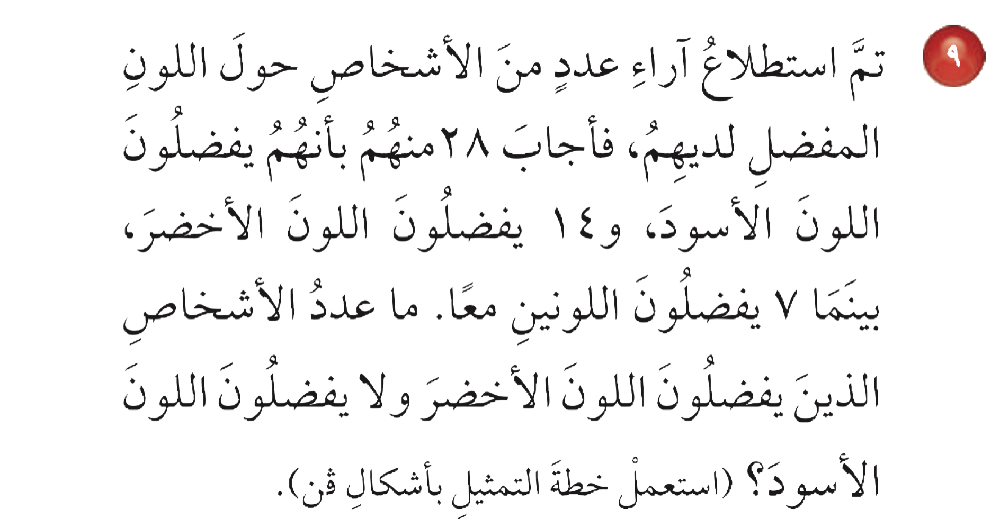 ٩
تمَّ استطلاعُ آراءِ عددٍ منَ الأشخاصِ حولَ اللونِ
المفضلِ لديهِمُ، فأجابَ ٢٨ منهُمُ بأنهُمُ يفضلُونَ
اللونَ الأسودَ، و١٤ يفضلُونَ اللونَ الأخضرَ،
بينَمَا ٧ يفضلُونَ اللونينِ معًا. ما عددُ الأشخاصِ
الذينَ يفضلُونَ اللونَ الأخضرَ ولا يفضلُونَ اللونَ
الأسودَ؟ (استعملْ خطةَ التمثيلِ بأشكالِ ڤن).